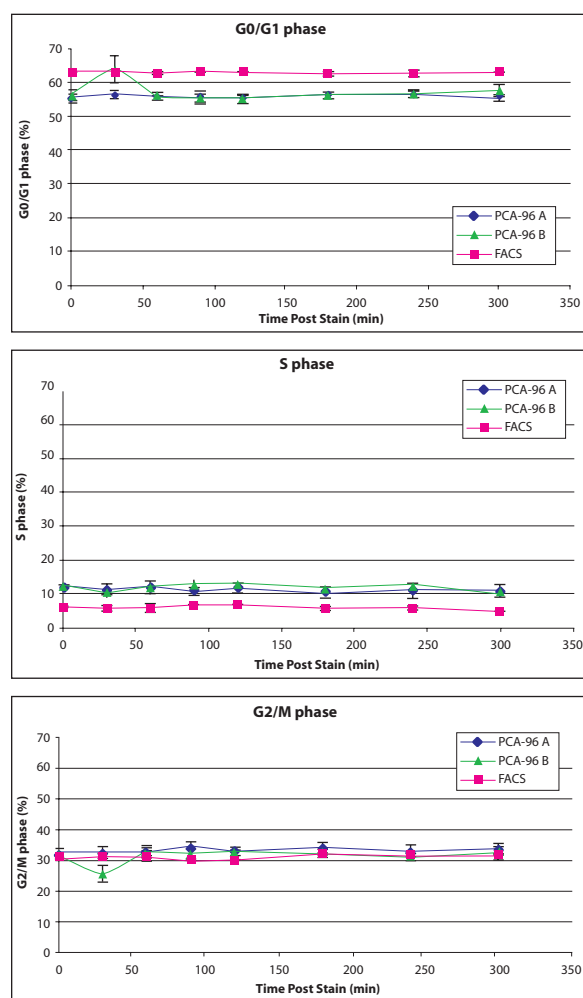 G0/G1 phase
G0/G1 phase (%)
70
60
50
40
30
20
10
0
PCA-96 A
PCA-96 B
FACS
0 50 100 150 200 250 300 350
Time Post Stain (min)
S phase
S phase (%)
70
60
50
40
30
20
10
0
PCA-96 A
PCA-96 B
FACS
0 50 100 150 200 250 300 350
Time Post Stain (min)
G2/M phase
G2/M phase (%)
70
60
50
40
30
20
10
0
PCA-96 A
PCA-96 B
FACS
0 50 100 150 200 250 300 350
Time Post Stain (min)